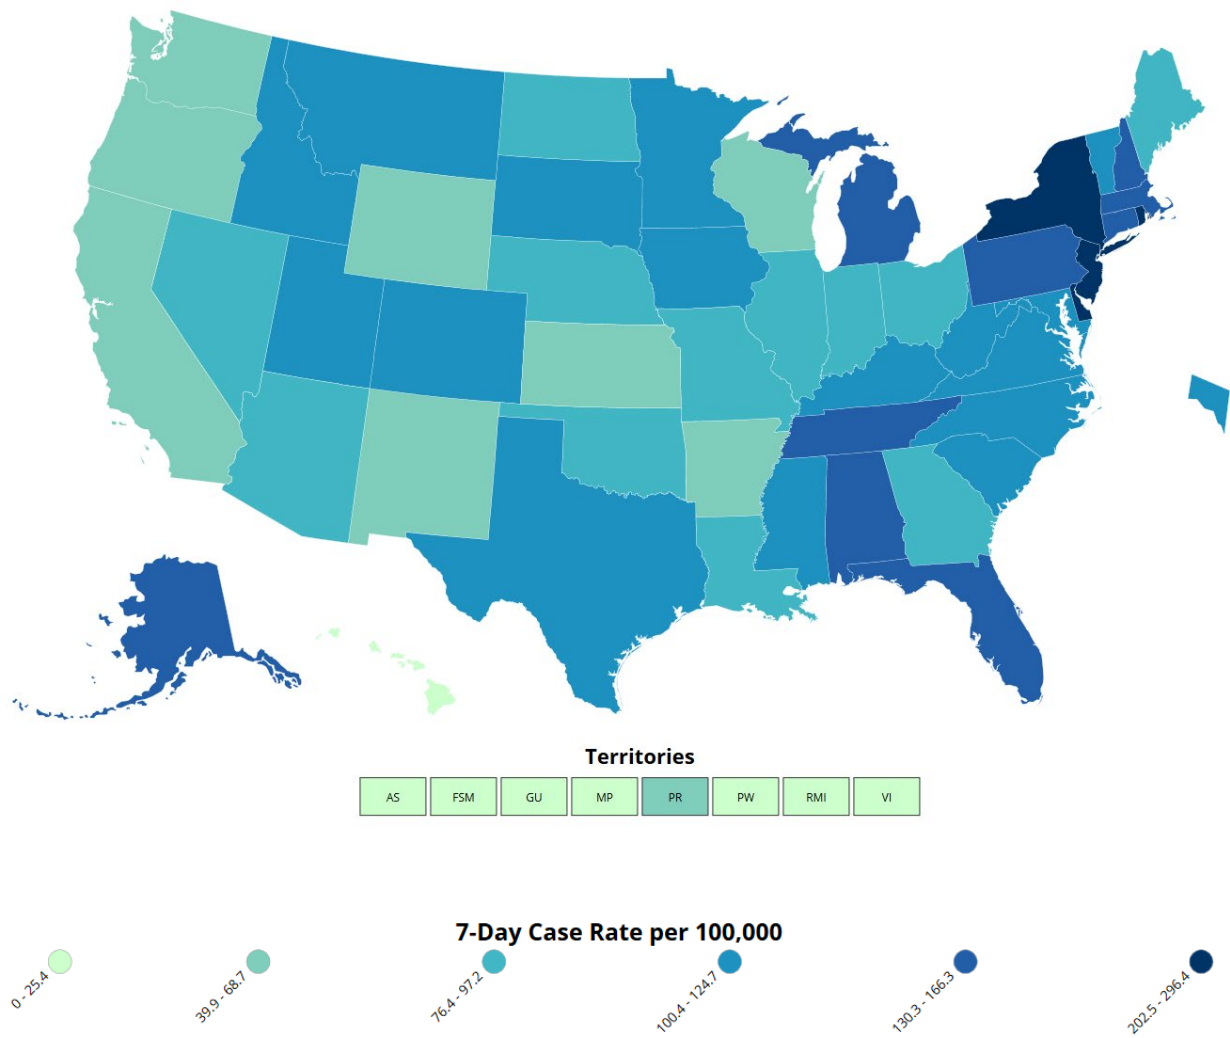 Territories
AS FSM GU MP PR PW RMI VI
7-Day Case Rate per 100,000
0 - 25.4
39.9 - 68.7
76.4 - 97.2
100.4 - 124.7
130.3 - 166.3
202.5 - 296.4